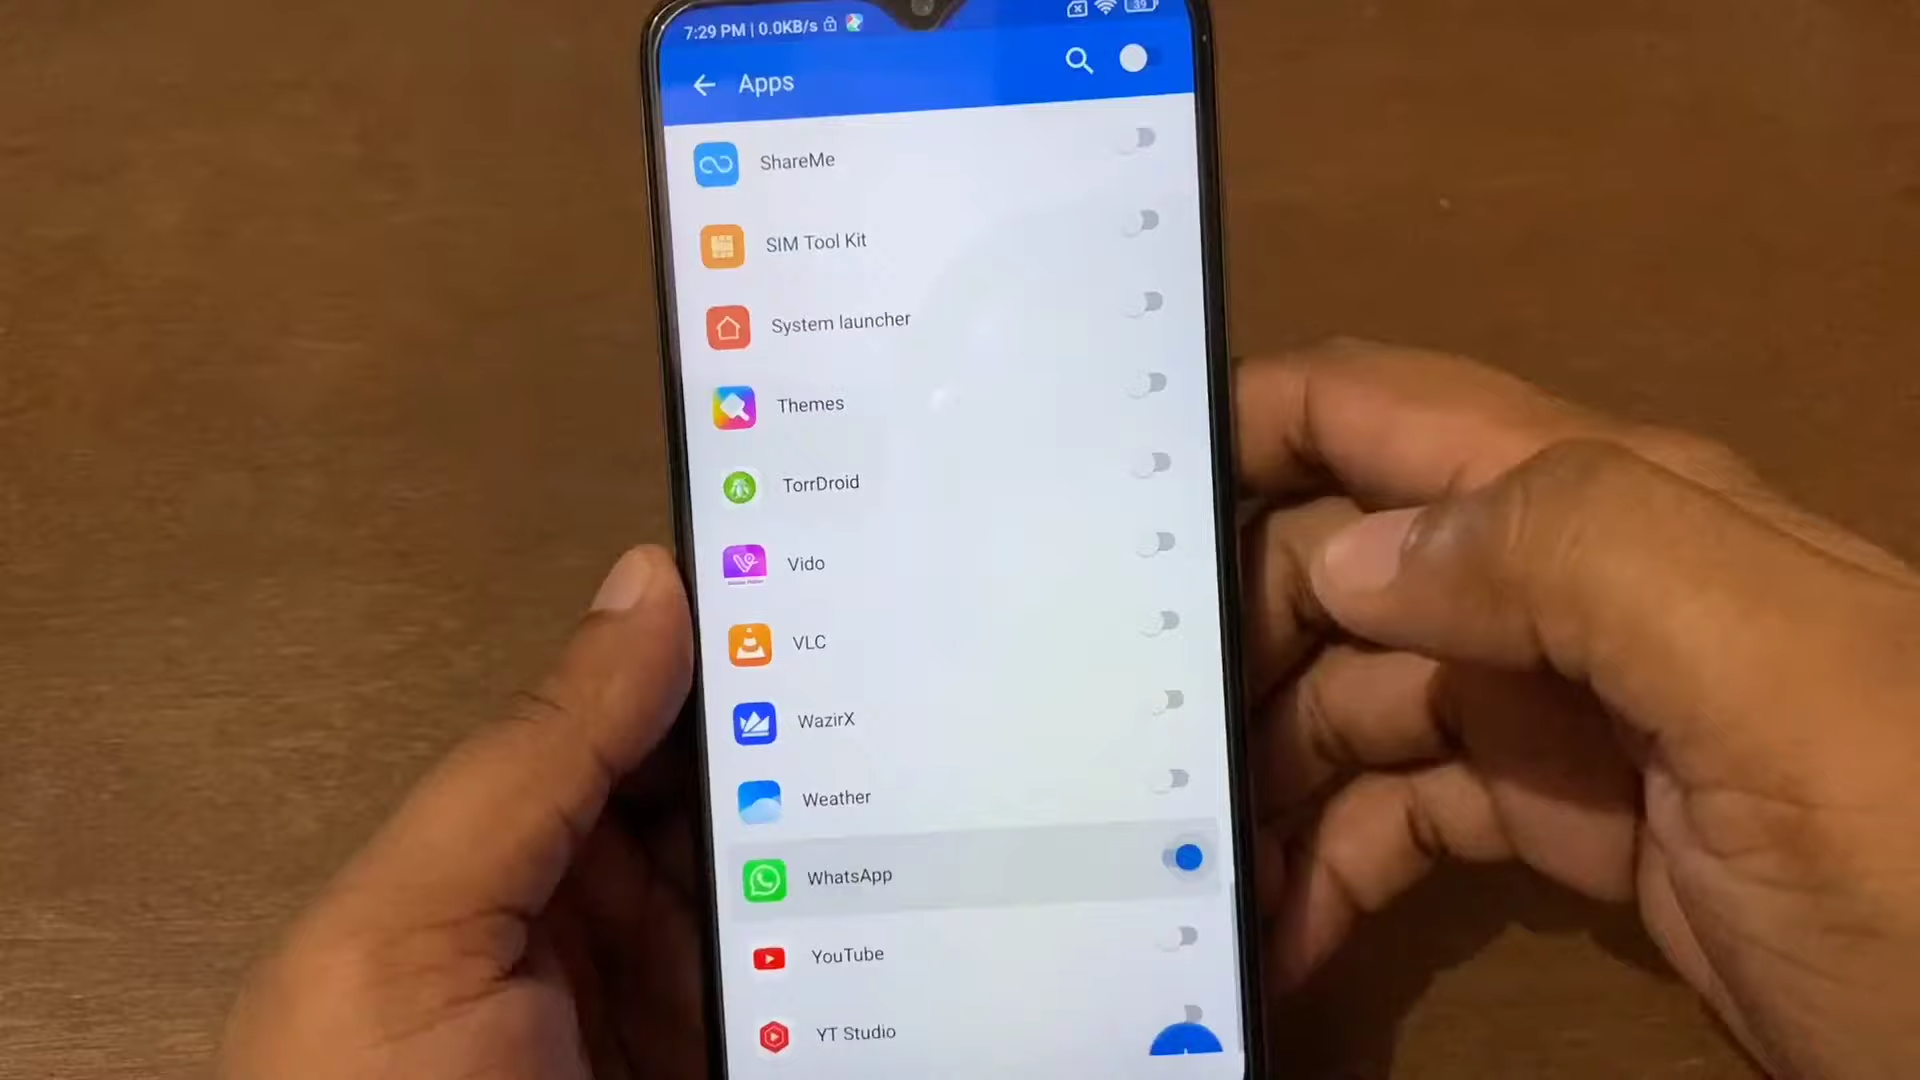 7:29 PM | 0.0KB/s
39
Apps
ShareMe
SIM Tool Kit
System launcher
Themes
TorrDroid
Vido
VLC
WazirX
Weather
WhatsApp
YouTube
YT Studio